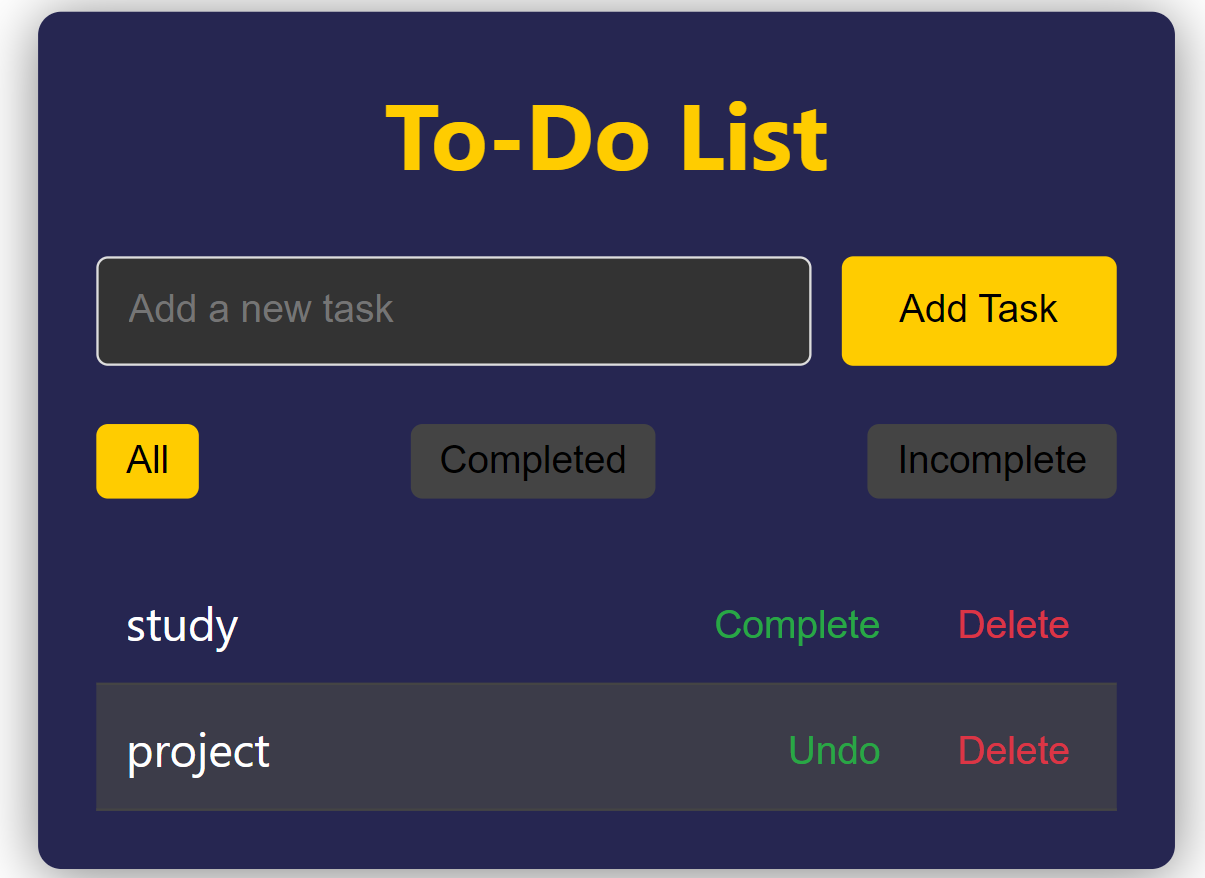 To-Do List
Add a new task Add Task
All Completed Incomplete
study Complete Delete
project Undo Delete